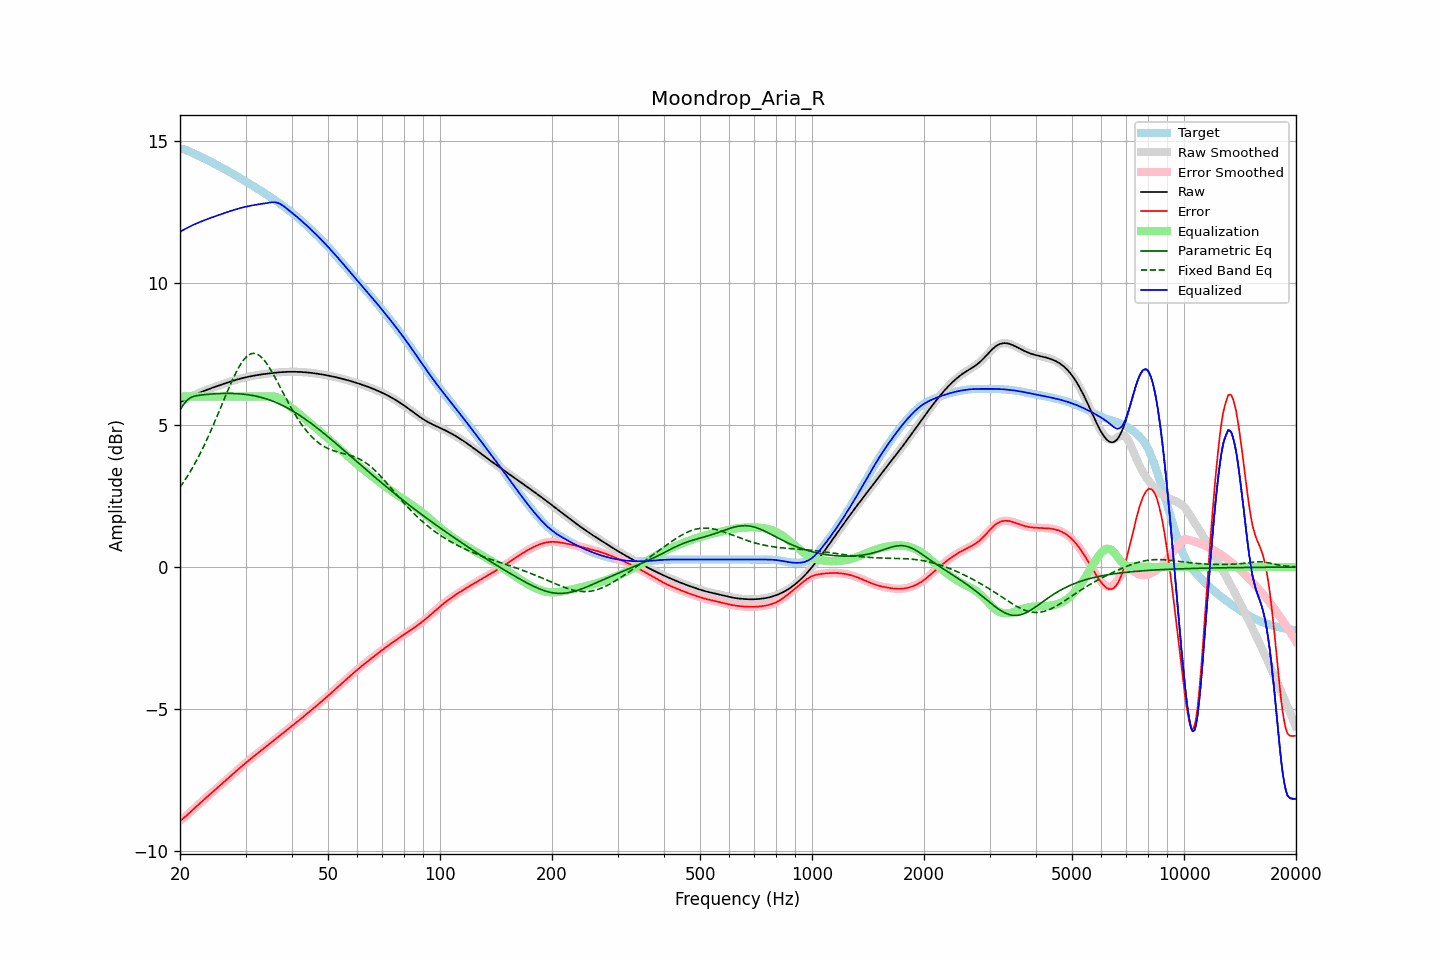 Moondrop_Aria_R
15
10
5
0
−5
−10
Amplitude (dBr)
Target
Raw Smoothed
Error Smoothed
Raw
Error
Equalization
Parametric Eq
Fixed Band Eq
Equalized
20 50 100 200 500 1000 2000 5000 10000 20000
Frequency (Hz)